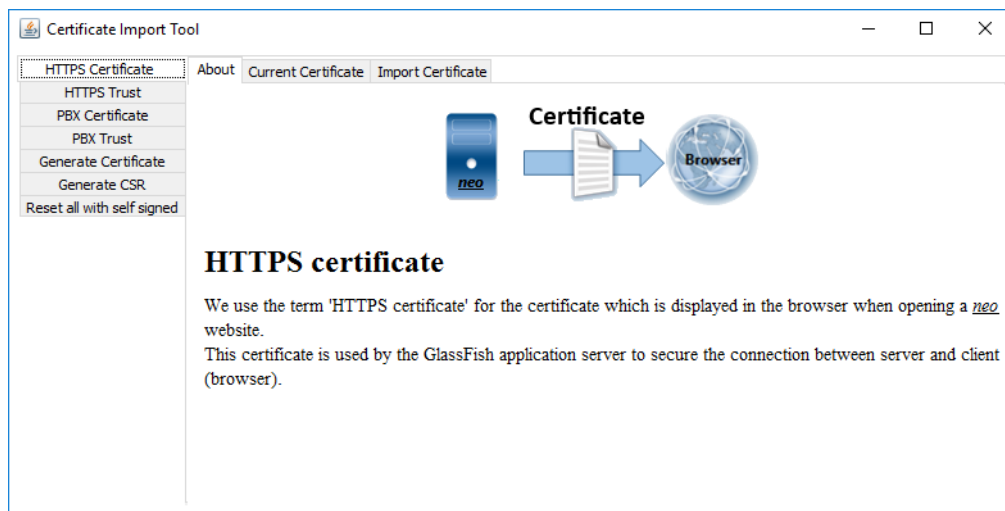 Certificate Import Tool
HTTPS Certificate
HTTPS Trust
PBX Certificate
PBX Trust
Generate Certificate
Generate CSR
Reset all with self signed
About Current Certificate Import Certificate
Certificate
neo
Browser
HTTPS certificate
We use the term 'HTTPS certificate' for the certificate which is displayed in the browser when opening a neo
website.
This certificate is used by the GlassFish application server to secure the connection between server and client
(browser).